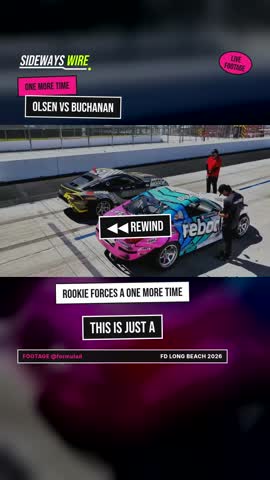 SIDEWAYS WIRE.
LIVE
FOOTAGE
ONE MORE TIME
OLSEN VS BUCHANAN
reboot
REWIND
ROOKIE FORCES A ONE MORE TIME
THIS IS JUST A
FOOTAGE @formulad
FD LONG BEACH 2026